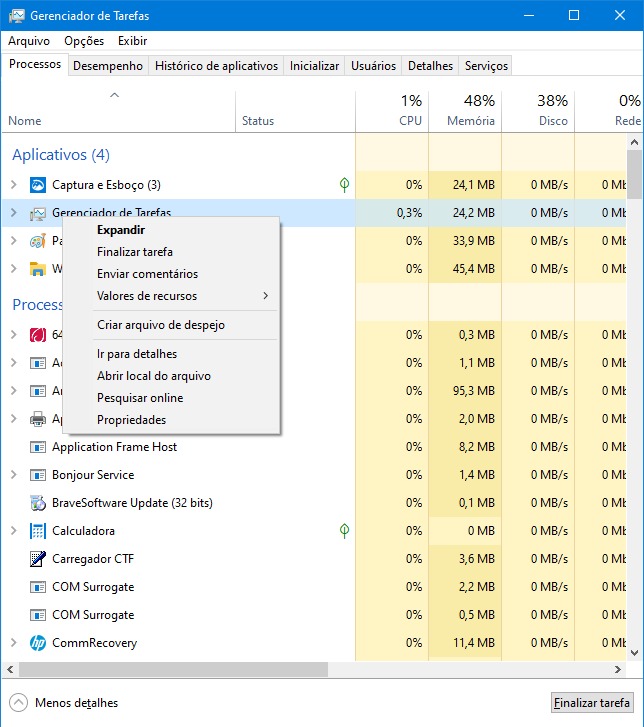 Gerenciador de Tarefas
Arquivo Opções Exibir
Processos Desempenho Histórico de aplicativos Inicializar Usuários Detalhes Serviços
1% 48% 38% 0%
Nome Status CPU Memória Disco Rede
Aplicativos (4)
Captura e Esboço (3) 0% 24,1 MB 0 MB/s 0 Mb
Gerenciador de Tarefas 0,3% 24,2 MB 0 MB/s 0 Mb
Pa 0% 33,9 MB 0 MB/s 0 Mb
W 0% 45,4 MB 0 MB/s 0 Mb
Process
64 0% 0,3 MB 0 MB/s 0 Mb
0% 1,1 MB 0 MB/s 0 Mb
0% 95,3 MB 0 MB/s 0 Mb
0% 2,0 MB 0 MB/s 0 Mb
Expandir
Finalizar tarefa
Enviar comentários
Valores de recursos
Criar arquivo de despejo
Ir para detalhes
Abrir local do arquivo
Pesquisar online
Propriedades
Application Frame Host 0% 8,2 MB 0 MB/s 0 Mb
Bonjour Service 0% 1,4 MB 0 MB/s 0 Mb
BraveSoftware Update (32 bits) 0% 0,1 MB 0 MB/s 0 Mb
Calculadora 0% 0 MB 0 MB/s 0 Mb
Carregador CTF 0% 3,6 MB 0 MB/s 0 Mb
COM Surrogate 0% 2,2 MB 0 MB/s 0 Mb
COM Surrogate 0% 0,5 MB 0 MB/s 0 Mb
CommRecovery 0% 11,4 MB 0 MB/s 0 Mb
Menos detalhes Finalizar tarefa